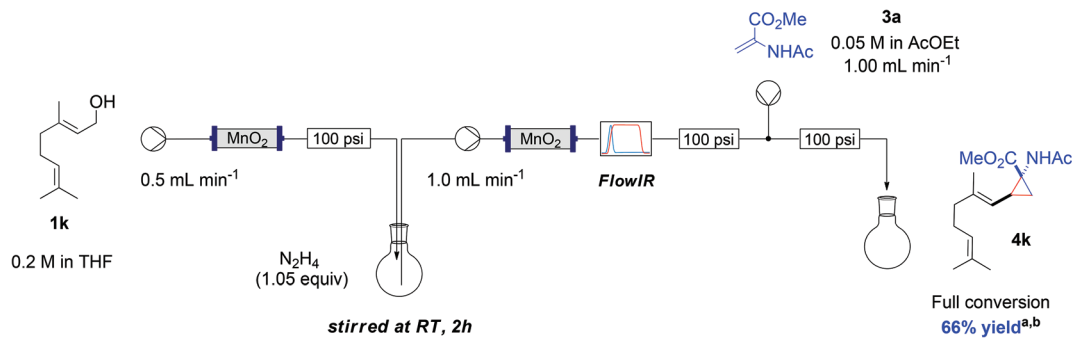 OH
1k
0.2 M in THF
MnO2
0.5 mL min-1
100 psi
N2H4
(1.05 equiv)
stirred at RT, 2h
1.0 mL min-1
MnO2
FlowIR
100 psi
CO2Me
NHAc
3a
0.05 M in AcOEt
1.00 mL min-1
100 psi
MeO2C NHAc
4k
Full conversion
66% yielda,b